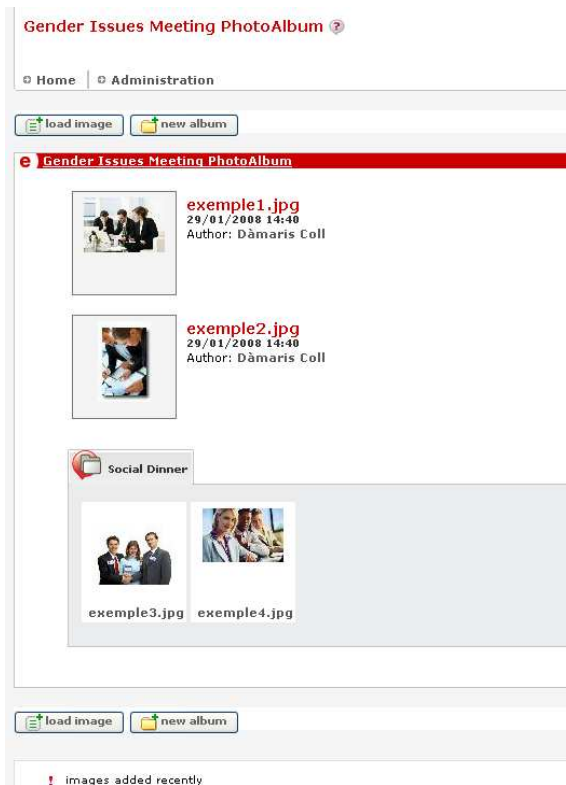 Gender Issues Meeting PhotoAlbum ?
Home Administration
load image new album
e Gender Issues Meeting PhotoAlbum
exemple1.jpg
29/01/2008 14:40
Author: Dàmaris Coll
exemple2.jpg
29/01/2008 14:40
Author: Dàmaris Coll
Social Dinner
exemple3.jpg exemple4.jpg
load image new album
! images added recently